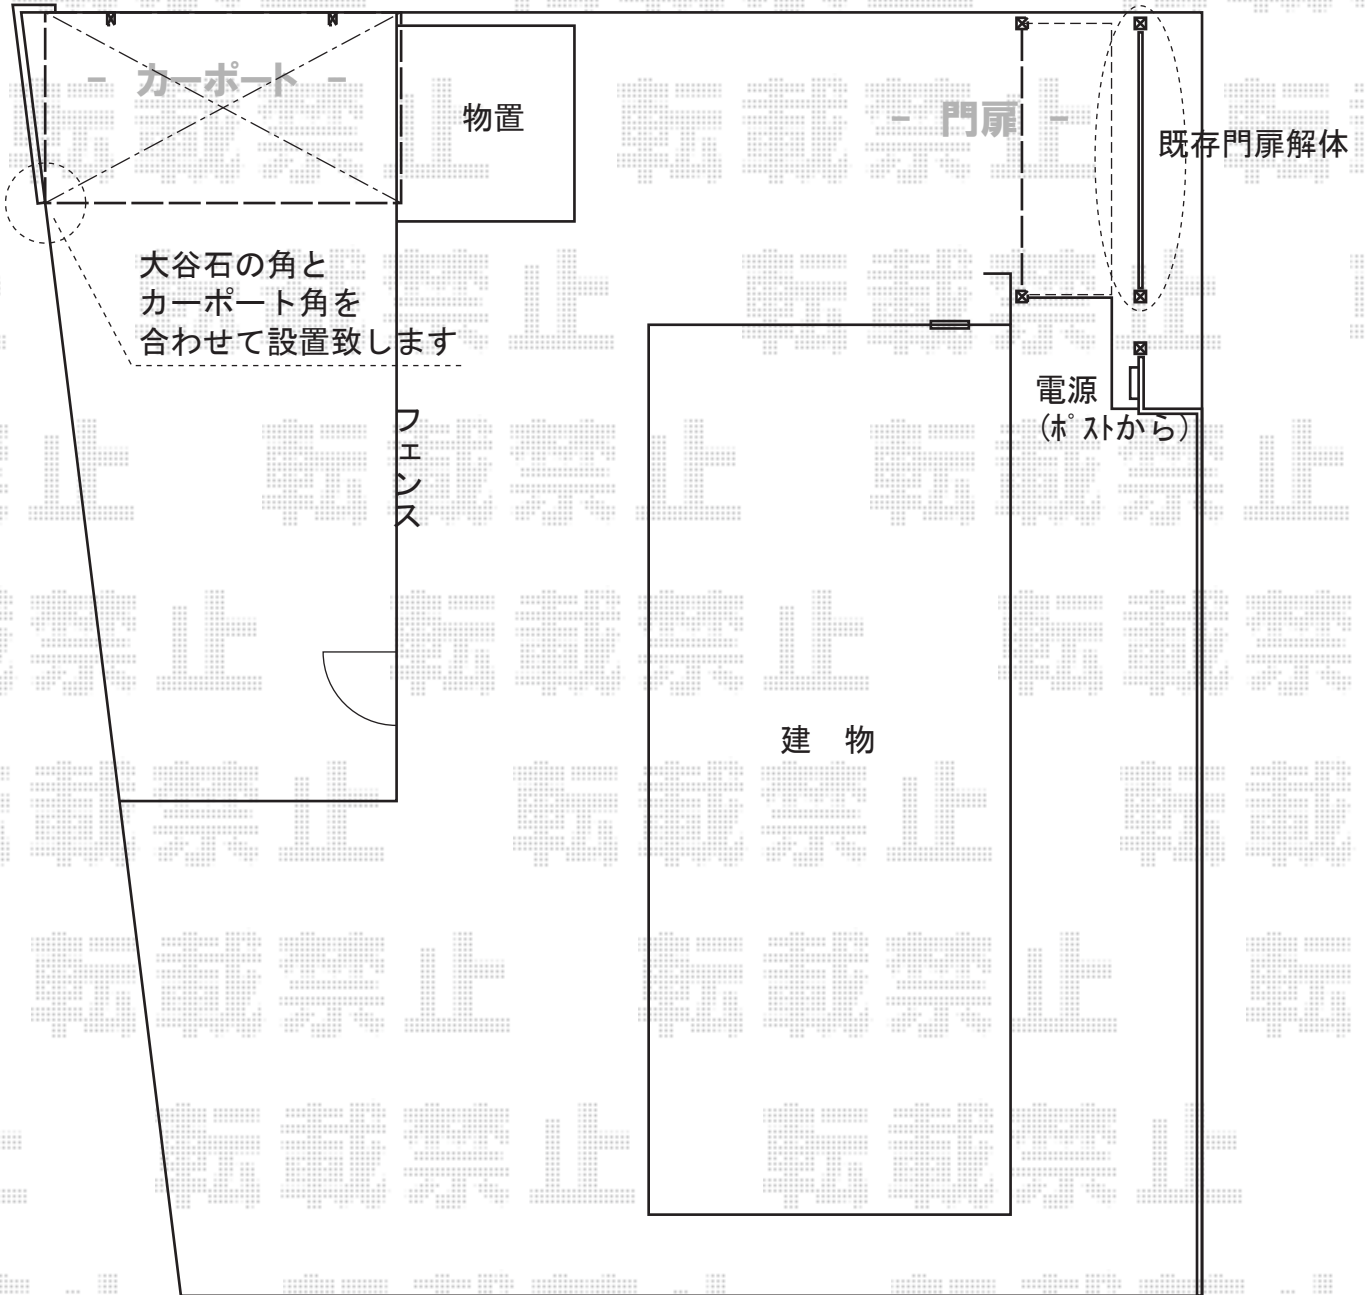 - カーポート -
物置
- 門扉 -
既存門扉解体
大谷石の角と
カーポート角を
合わせて設置致します
電源
(ポストから)
フェンス
建 物
転載禁止